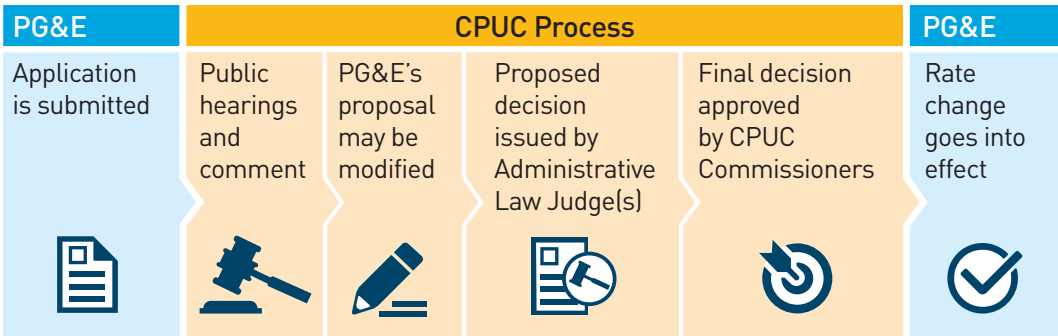 PG&E
CPUC Process
PG&E
Application
is submitted
Public
hearings
and
comment
PG&E’s
proposal
may be
modified
Proposed
decision
issued by
Administrative
Law Judge(s)
Final decision
approved
by CPUC
Commissioners
Rate
change
goes into
effect